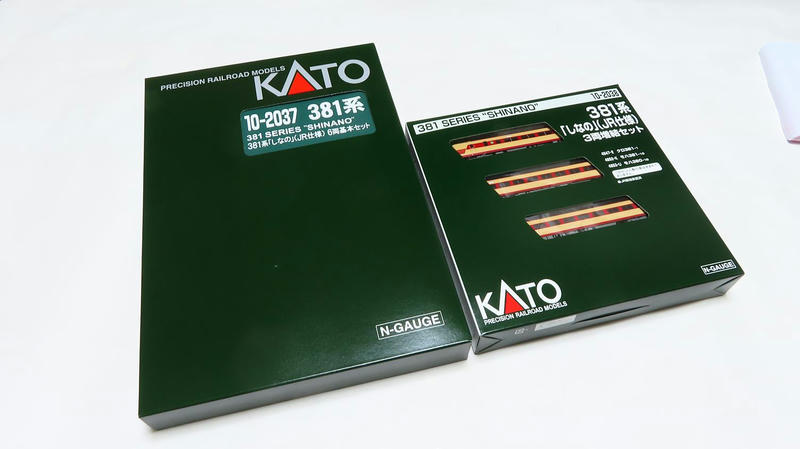 PRECISION RAILROAD MODELS
KATO
10-2037 381系
381 SERIES "SHINANO"
381系「しなの」(JR仕様) 6両基本セット
N-GAUGE
381 SERIES "SHINANO"
10-2038
381系
「しなの」(JR仕様)
3両増結セット
N-GAUGE
KATO
PRECISION RAILROAD MODELS